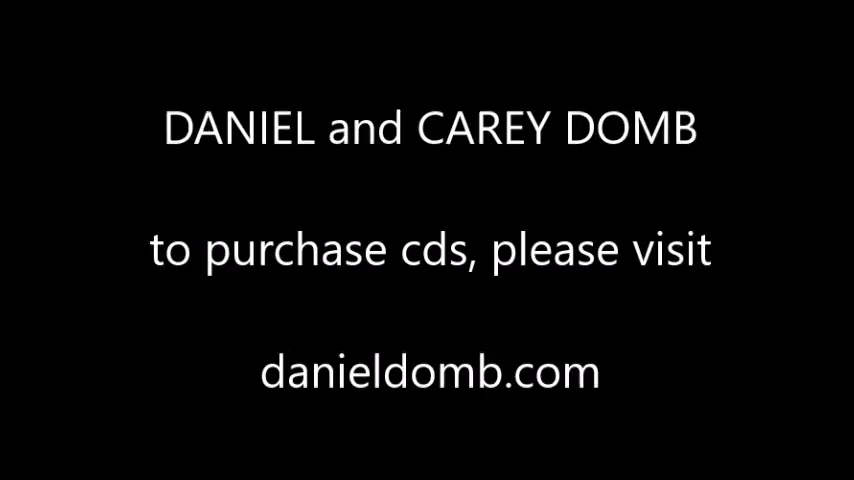 DANIEL and CAREY DOMB
to purchase cds, please visit
danieldomb.com